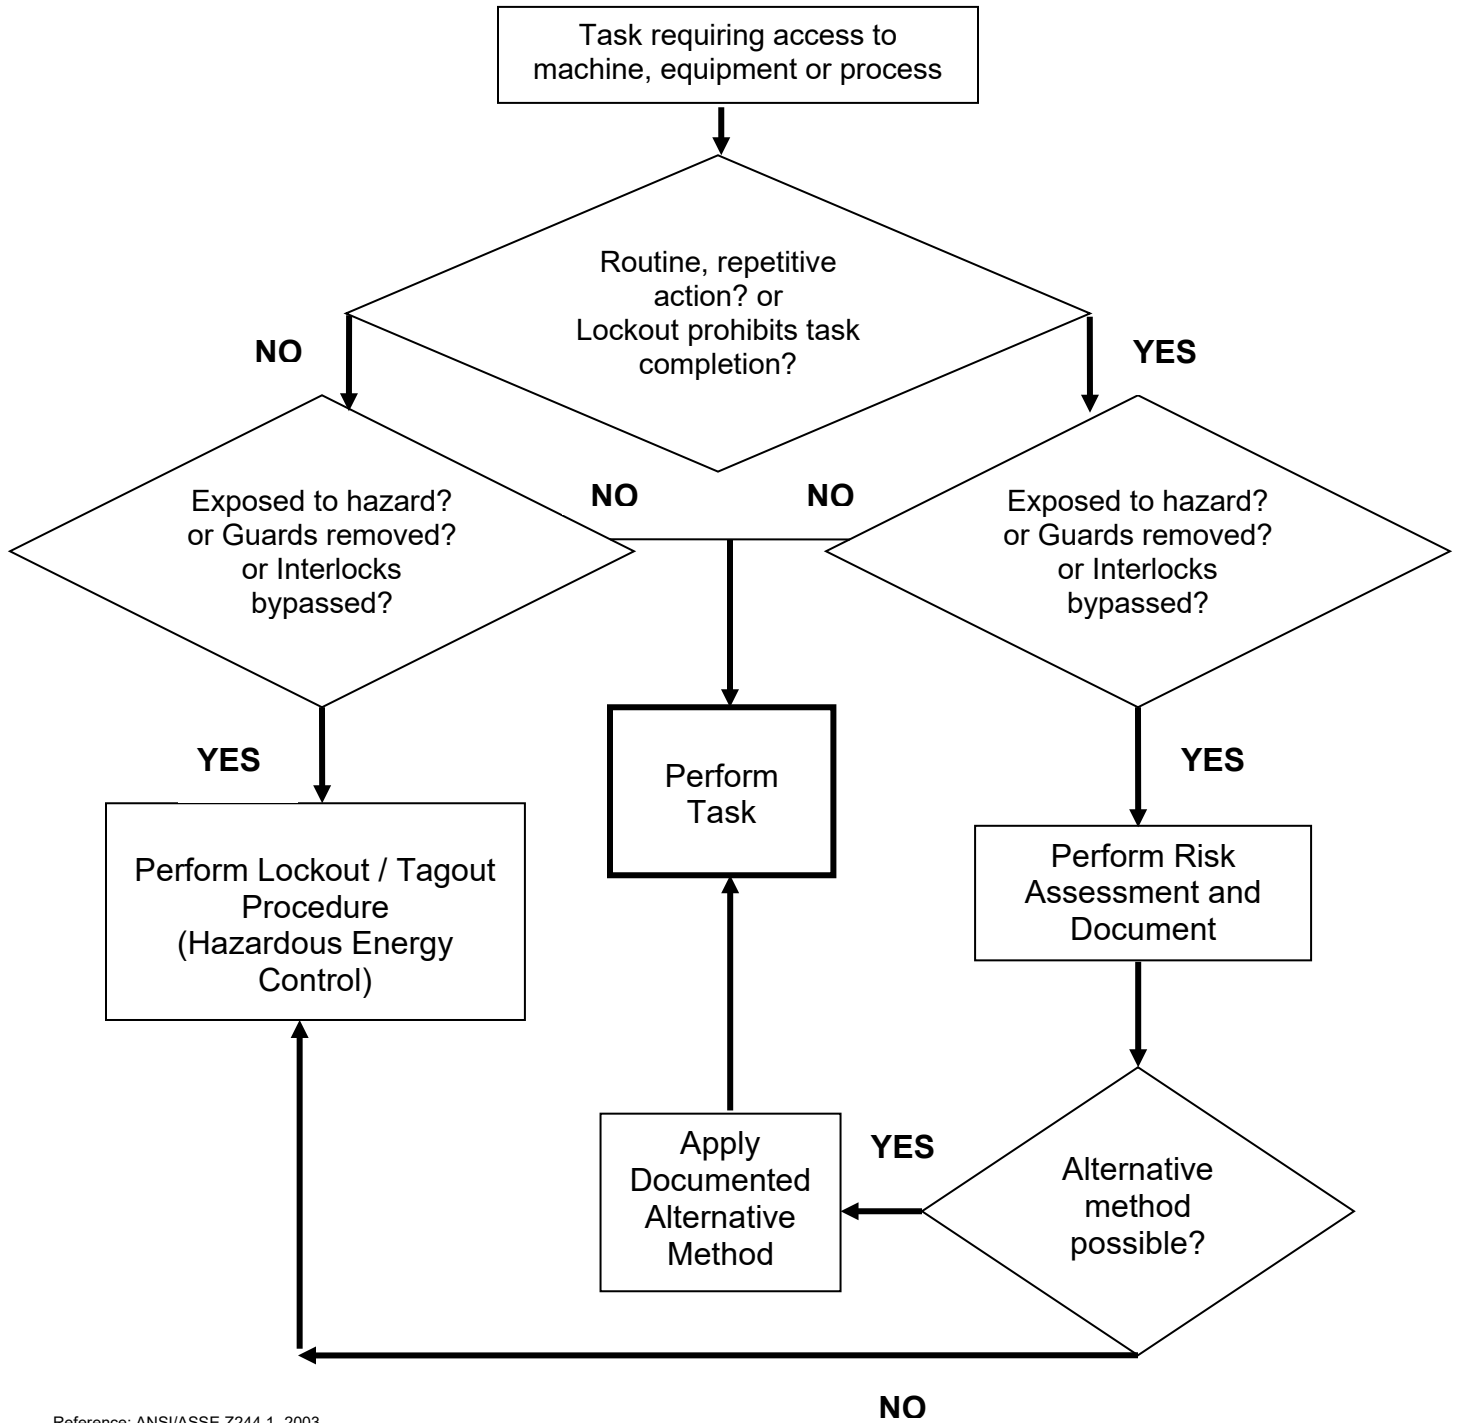 Task requiring access to
machine, equipment or process
Routine, repetitive
action? or
Lockout prohibits task
completion?
NO
YES
Exposed to hazard?
or Guards removed?
or Interlocks
bypassed?
NO
NO
Exposed to hazard?
or Guards removed?
or Interlocks
bypassed?
YES
Perform
Task
YES
Perform Lockout / Tagout
Procedure
(Hazardous Energy
Control)
Perform Risk
Assessment and
Document
Apply
Documented
Alternative
Method
YES
Alternative
method
possible?
NO
Reference: ANSI/ASSE Z244.1, 2003